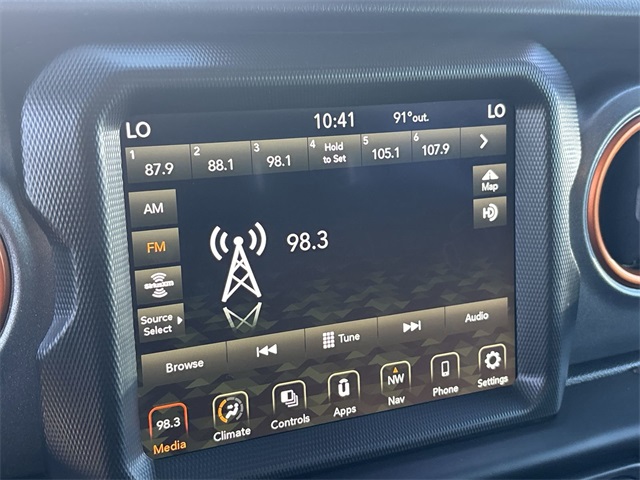 LO 10:41 91°out. LO
1 87.9 2 88.1 3 98.1 4 Hold to Set 5 105.1 6 107.9
AM
Map
FM
HD
98.3
SiriusXM
Source
Select
Browse Tune Audio
98.3 NW
Media Climate Controls Apps Nav Phone Settings